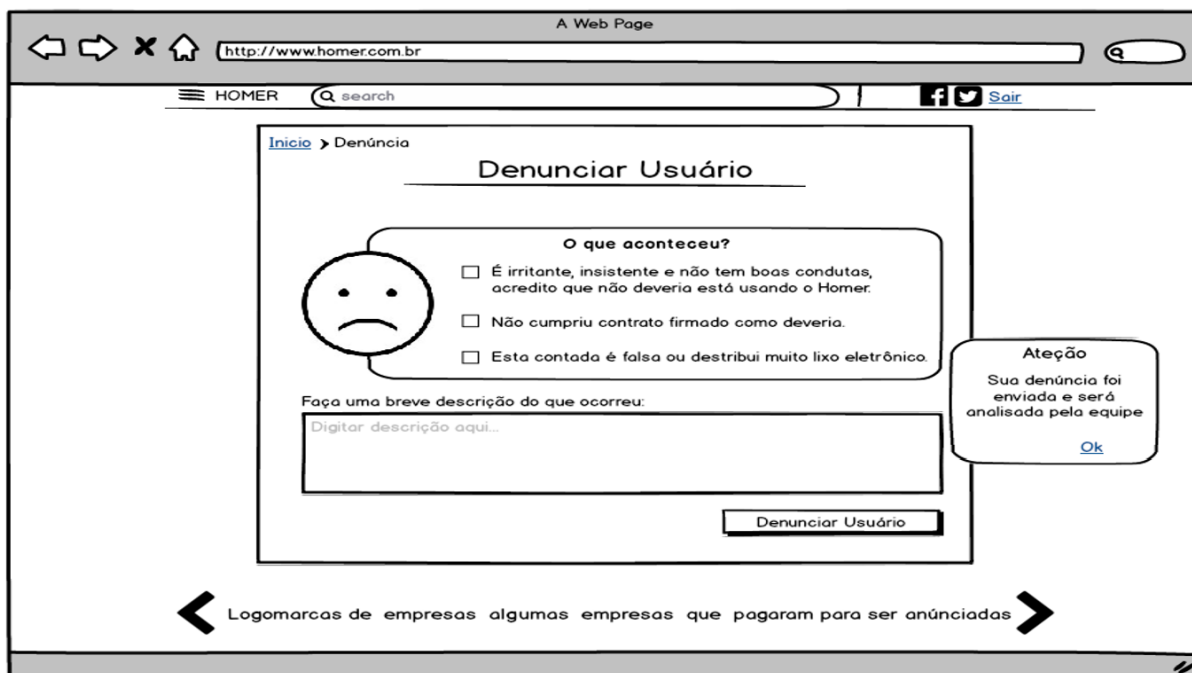 A Web Page
http://www.homer.com.br
HOMER
search
Sair
Inicio > Denúncia
Denunciar Usuário
O que aconteceu?
É irritante, insistente e não tem boas condutas,
acredito que não deveria está usando o Homer.
Não cumpriu contrato firmado como deveria.
Esta contada é falsa ou destribui muito lixo eletrônico.
Faça uma breve descrição do que ocorreu:
Digitar descrição aqui...
Denunciar Usuário
Ateção
Sua denúncia foi
enviada e será
analisada pela equipe
Ok
Logomarcas de empresas algumas empresas que pagaram para ser anúnciadas